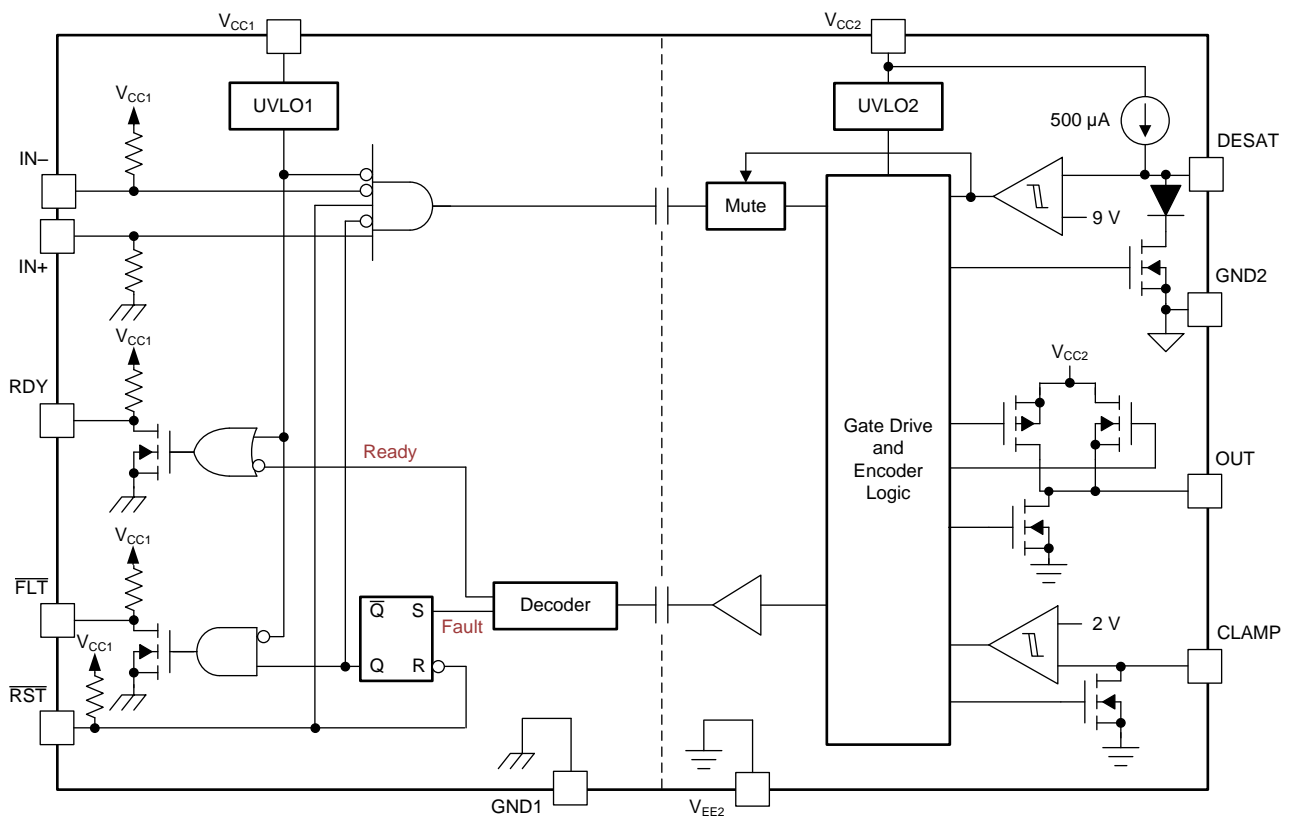 VCC1
VCC2
VCC1
UVLO1
UVLO2
500 µA
DESAT
IN–
Mute
9 V
IN+
GND2
VCC1
VCC2
RDY
Ready
Gate Drive
and
Encoder
Logic
OUT
VCC1
FLT
Decoder
Q S
Fault
2 V
CLAMP
VCC1
Q R
RST
GND1
VEE2